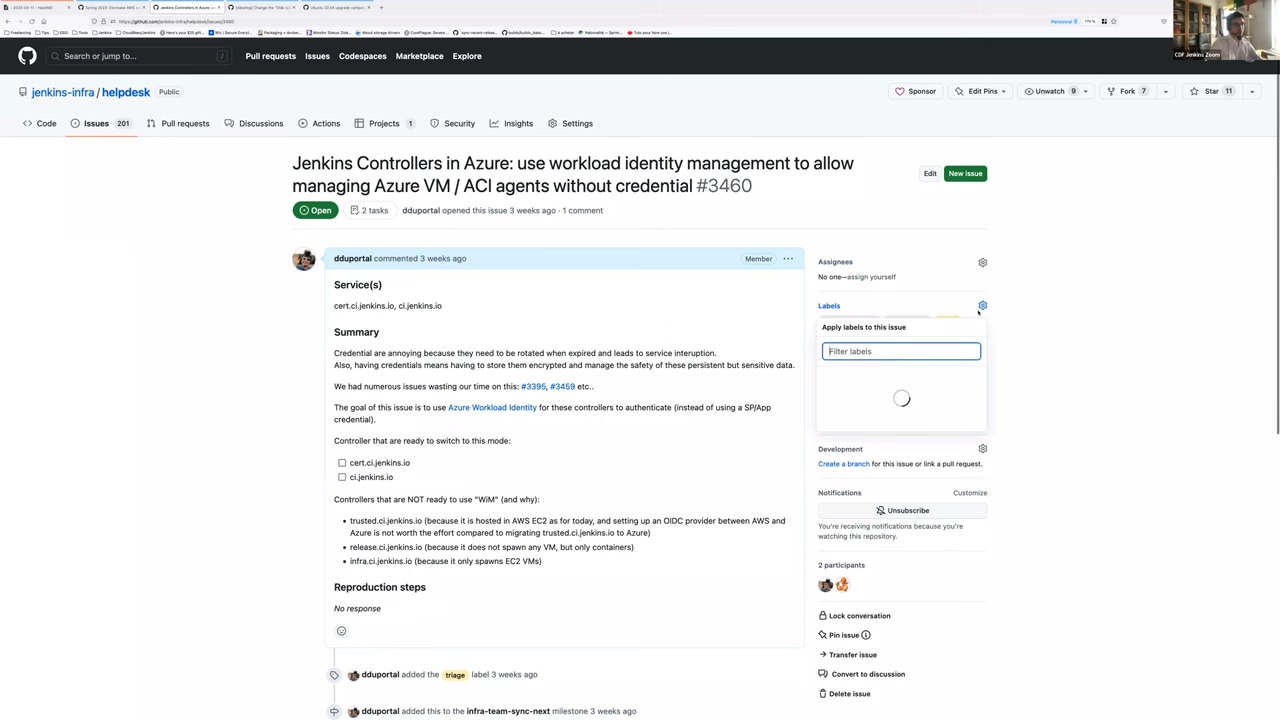 Jenkins Controllers in Azure: u
https://github.com/jenkins-infra/helpdesk/issues/3460
Personnel
170 %
CDF Jenkins Zoom
Search or jump to...
/
Pull requests
Issues
Codespaces
Marketplace
Explore
jenkins-infra / helpdesk
Public
Sponsor
Edit Pins
Unwatch 9
Fork 7
Star 11
Code
Issues 201
Pull requests
Discussions
Actions
Projects 1
Security
Insights
Settings
Jenkins Controllers in Azure: use workload identity management to allow
managing Azure VM / ACI agents without credential #3460
Edit
New issue
Open
2 tasks
dduportal opened this issue 3 weeks ago · 1 comment
dduportal commented 3 weeks ago
Member
Service(s)
cert.ci.jenkins.io, ci.jenkins.io
Summary
Credential are annoying because they need to be rotated when expired and leads to service interuption.
Also, having credentials means having to store them encrypted and manage the safety of these persistent but sensitive data.
We had numerous issues wasting our time on this: #3395, #3459 etc..
The goal of this issue is to use Azure Workload Identity for these controllers to authenticate (instead of using a SP/App
credential).
Controller that are ready to switch to this mode:
cert.ci.jenkins.io
ci.jenkins.io
Controllers that are NOT ready to use "WiM" (and why):
• trusted.ci.jenkins.io (because it is hosted in AWS EC2 as for today, and setting up an OIDC provider between AWS and
Azure is not worth the effort compared to migrating trusted.ci.jenkins.io to Azure)
• release.ci.jenkins.io (because it does not spawn any VM, but only containers)
• infra.ci.jenkins.io (because it only spawns EC2 VMs)
Reproduction steps
No response
dduportal added the triage label 3 weeks ago
dduportal added this to the infra-team-sync-next milestone 3 weeks ago
Assignees
No one—assign yourself
Labels
Apply labels to this issue
Filter labels
Development
Create a branch for this issue or link a pull request.
Notifications
Customize
Unsubscribe
You're receiving notifications because you're
watching this repository.
2 participants
Lock conversation
Pin issue
Transfer issue
Convert to discussion
Delete issue